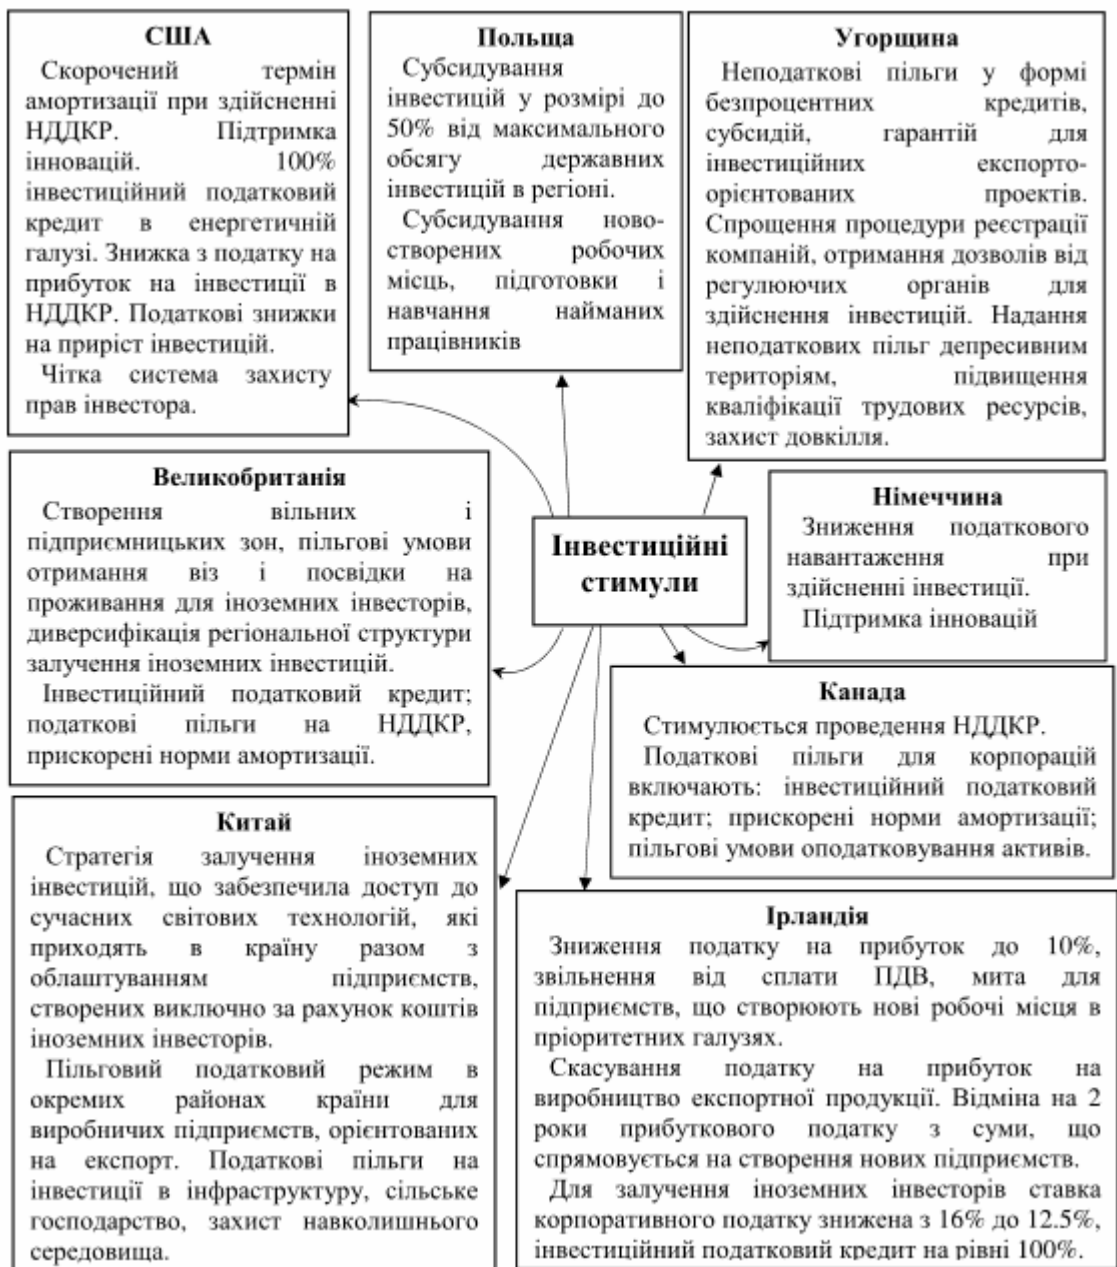 США
Скорочений термін
амортизації при здійсненні
НДДКР. Підтримка
інновацій. 100%
інвестиційний податковий
кредит в енергетичній
галузі. Знижка з податку на
прибуток на інвестиції в
НДДКР. Податкові знижки
на приріст інвестицій.
Чітка система захисту
прав інвестора.
Польща
Субсидування
інвестицій у розмірі до
50% від максимального
обсягу державних
інвестицій в регіоні.
Субсидування ново-
створених робочих
місць, підготовки і
навчання найманих
працівників
Угорщина
Неподаткові пільги у формі
безпроцентних кредитів,
субсидій, гарантій для
інвестиційних експорто-
орієнтованих проектів.
Спрощення процедури реєстрації
компаній, отримання дозволів від
регулюючих органів для
здійснення інвестицій. Надання
неподаткових пільг депресивним
територіям, підвищення
кваліфікації трудових ресурсів,
захист довкілля.
Великобританія
Створення вільних і
підприємницьких зон, пільгові умови
отримання віз і посвідки на
проживання для іноземних інвесторів,
диверсифікація регіональної структури
залучення іноземних інвестицій.
Інвестиційний податковий кредит;
податкові пільги на НДДКР,
прискорені норми амортизації.
Інвестиційні
стимули
Німеччина
Зниження податкового
навантаження при
здійсненні інвестиції.
Підтримка інновацій
Канада
Стимулюється проведення НДДКР.
Податкові пільги для корпорацій
включають: інвестиційний податковий
кредит; прискорені норми амортизації;
пільгові умови оподатковування активів.
Китай
Стратегія залучення іноземних
інвестицій, що забезпечила доступ до
сучасних світових технологій, які
приходять в країну разом з
облаштуванням підприємств,
створених виключно за рахунок коштів
іноземних інвесторів.
Пільговий податковий режим в
окремих районах країни для
виробничих підприємств, орієнтованих
на експорт. Податкові пільги на
інвестиції в інфраструктуру, сільське
господарство, захист навколишнього
середовища.
Ірландія
Зниження податку на прибуток до 10%,
звільнення від сплати ПДВ, мита для
підприємств, що створюють нові робочі місця в
пріоритетних галузях.
Скасування податку на прибуток на
виробництво експортної продукції. Відміна на 2
роки прибуткового податку з суми, що
спрямовується на створення нових підприємств.
Для залучення іноземних інвесторів ставка
корпоративного податку знижена з 16% до 12.5%,
інвестиційний податковий кредит на рівні 100%.